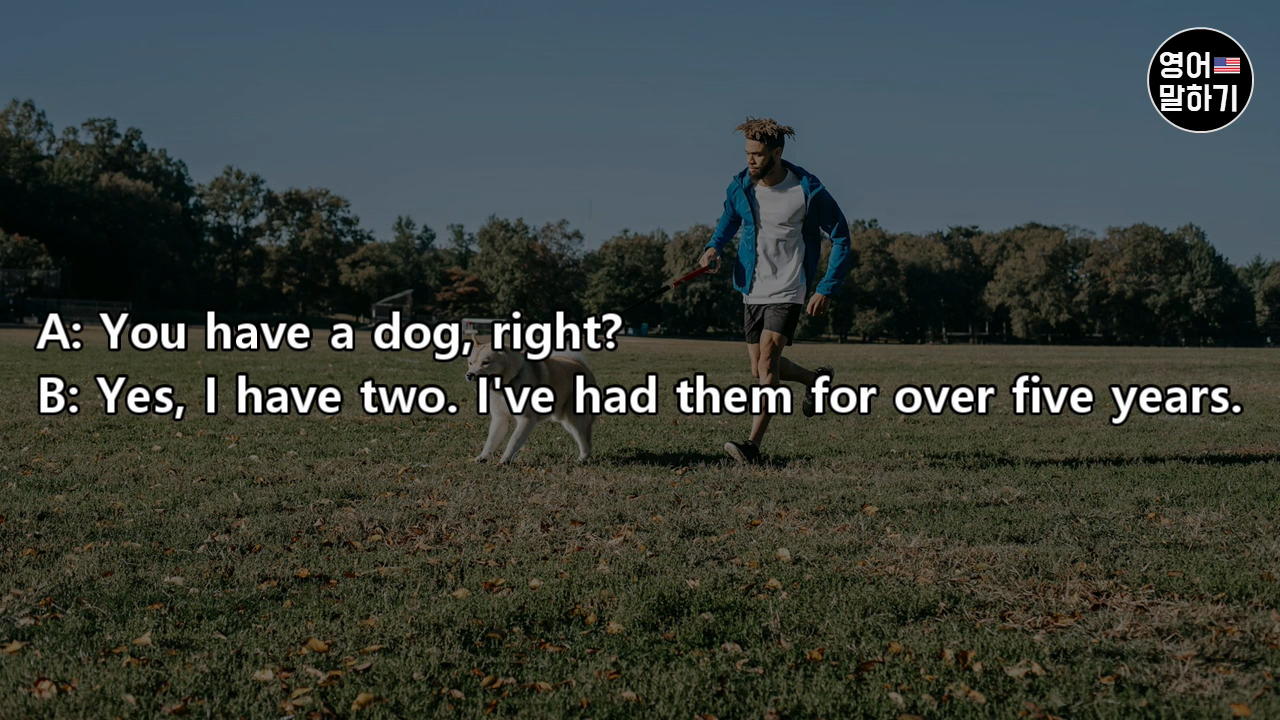 영어
말하기
A: You have a dog, right?
B: Yes, I have two. I've had them for over five years.